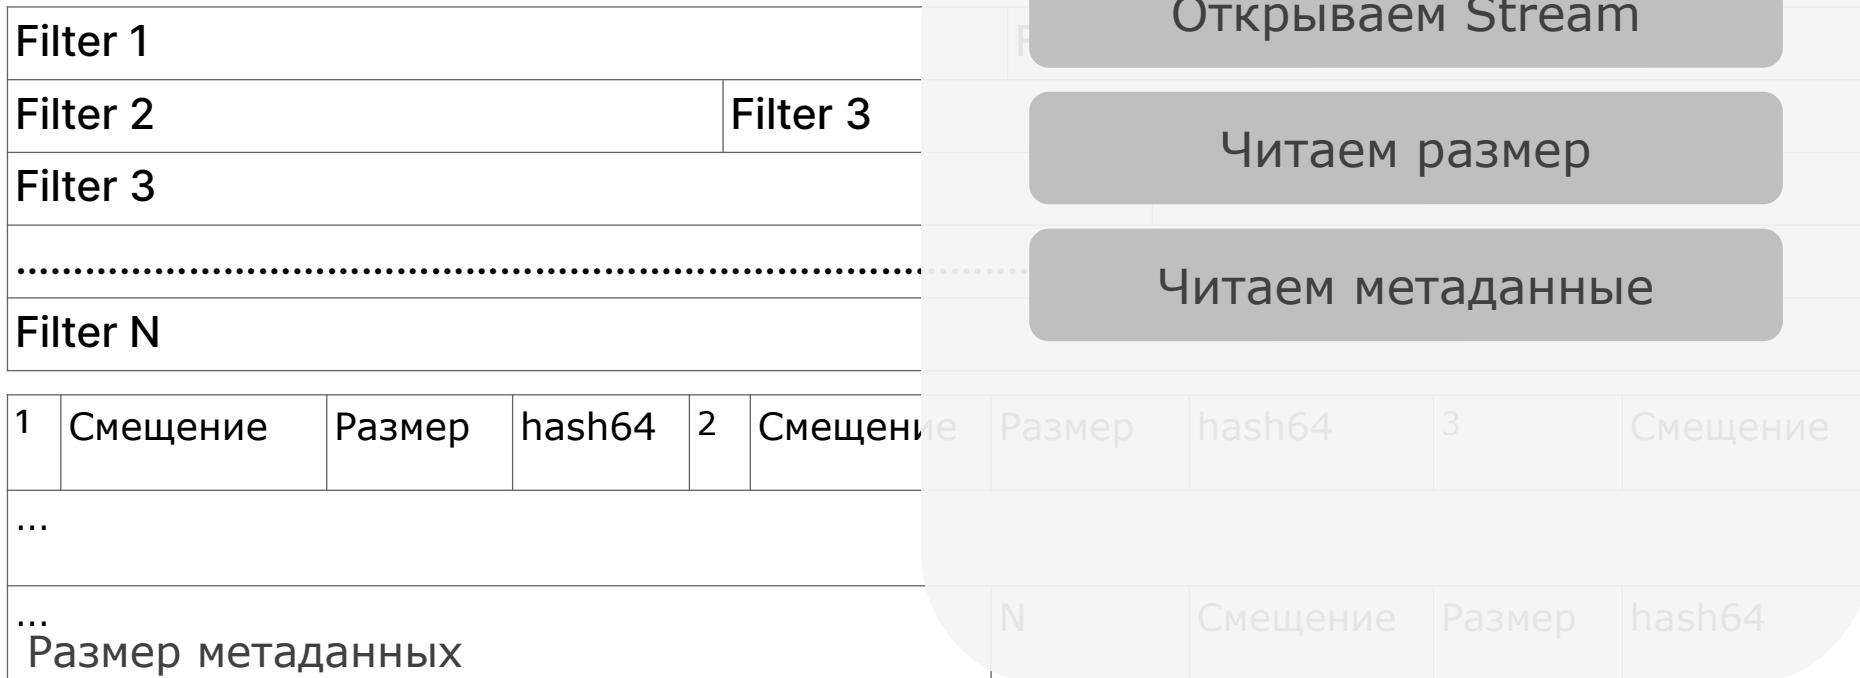 Filter 1
Filter 2 Filter 3
Filter 3
................................................................................
Filter N
1 Смещение Размер hash64 2 Смещение Размер hash64 3 Смещение
...
... N Смещение Размер hash64
Размер метаданных
Открываем Stream
Читаем размер
Читаем метаданные